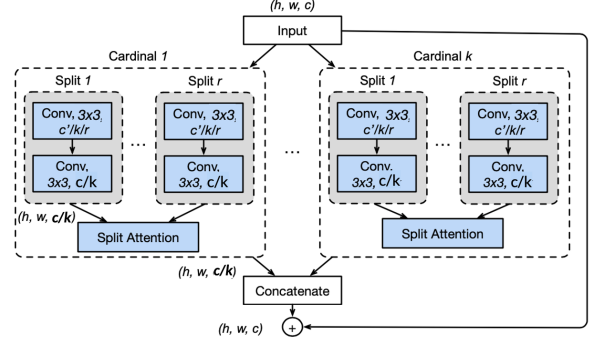 (h, w, c)
Input
Cardinal 1
Cardinal k
Split 1
Split r
Split 1
Split r
Conv, 3x3,
c'/k/r
Conv, 3x3,
c'/k/r
Conv, 3x3,
c'/k/r
Conv, 3x3,
c'/k/r
...
...
...
Conv,
3x3, c/k
Conv,
3x3, c/k
Conv.
3x3, c/k
Conv.
3x3, c/k
(h, w, c/k)
Split Attention
Split Attention
(h, w, c/k)
Concatenate
(h, w, c)
+